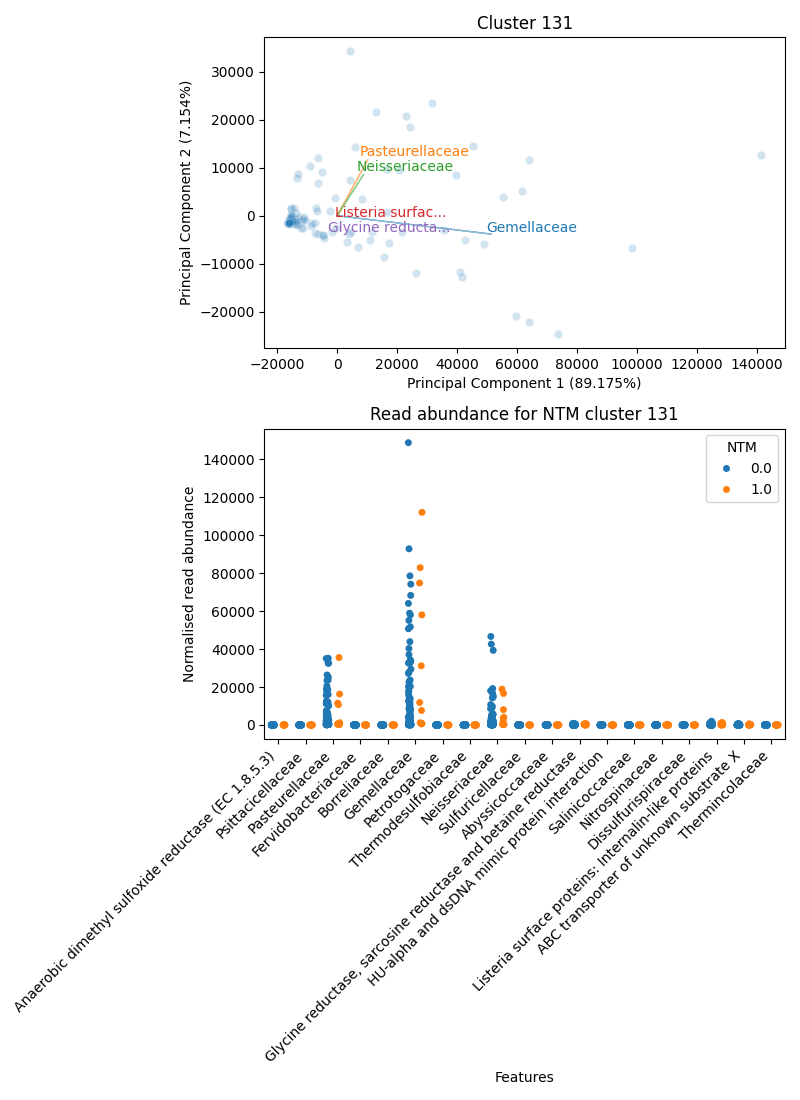 Cluster 131
Principal Component 2 (7.154%)
30000
20000
10000
0
−10000
−20000
Pasteurellaceae
Neisseriaceae
Listeria surfac...
Glycine reducta...
Gemellaceae
−20000 0 20000 40000 60000 80000 100000 120000 140000
Principal Component 1 (89.175%)
Read abundance for NTM cluster 131
Normalised read abundance
140000
120000
100000
80000
60000
40000
20000
0
NTM
0.0
1.0
Anaerobic dimethyl sulfoxide reductase (EC 1.8.5.3)
Psittacicellaceae
Pasteurellaceae
Fervidobacteriaceae
Borreliaceae
Gemellaceae
Petrotogaceae
Thermodesulfobiaceae
Neisseriaceae
Sulfuricellaceae
Abyssicoccaceae
Glycine reductase, sarcosine reductase and betaine reductase
HU-alpha and dsDNA mimic protein interaction
Salinicoccaceae
Nitrospinaceae
Dissulfurispiraceae
Listeria surface proteins: Internalin-like proteins
ABC transporter of unknown substrate X
Thermincolaceae
Features